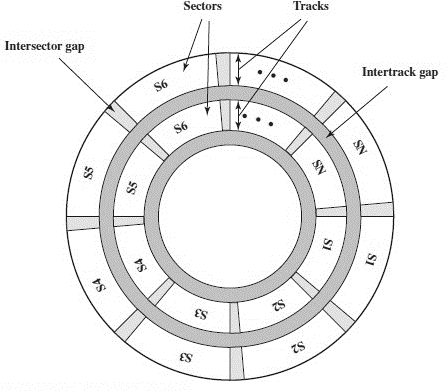 Sectors
Tracks
Intersector gap
Intertrack gap
S6
• • •
SN
S6
• • •
SN
S5
S5
S1
S1
S4
S4
S3
S2
S3
S2